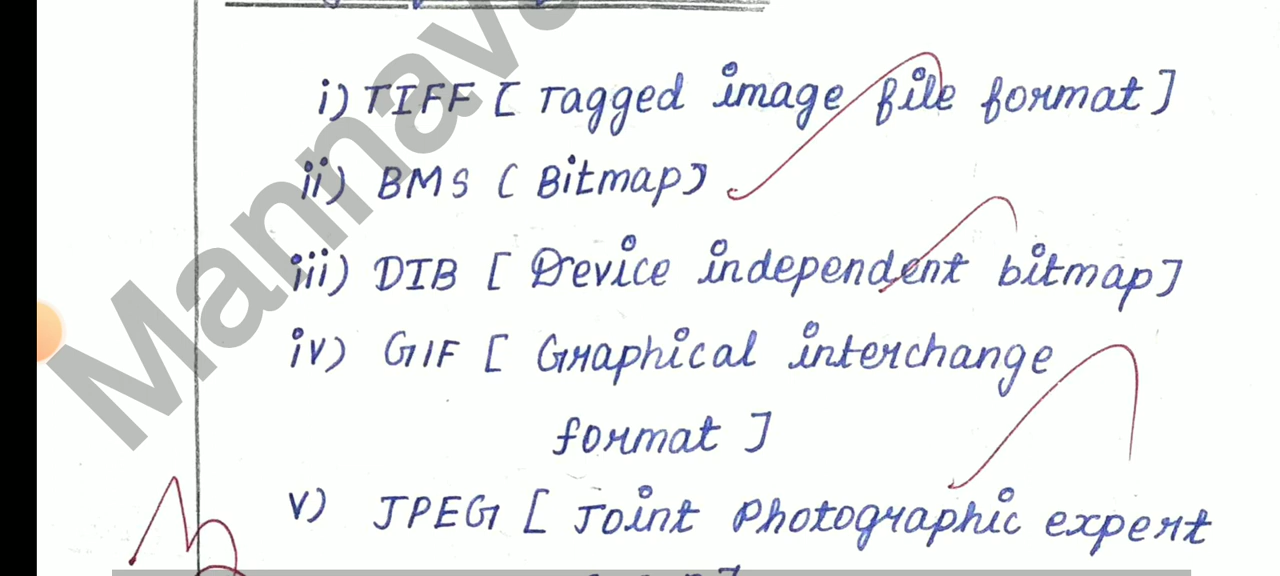 i) TIFF [ Tagged image file format ]
ii) BMS ( Bitmap)
iii) DIB [ Device independent bitmap]
iv) GIF [ Graphical interchange
format ]
v) JPEG [ Joint photographic expert
Mannava